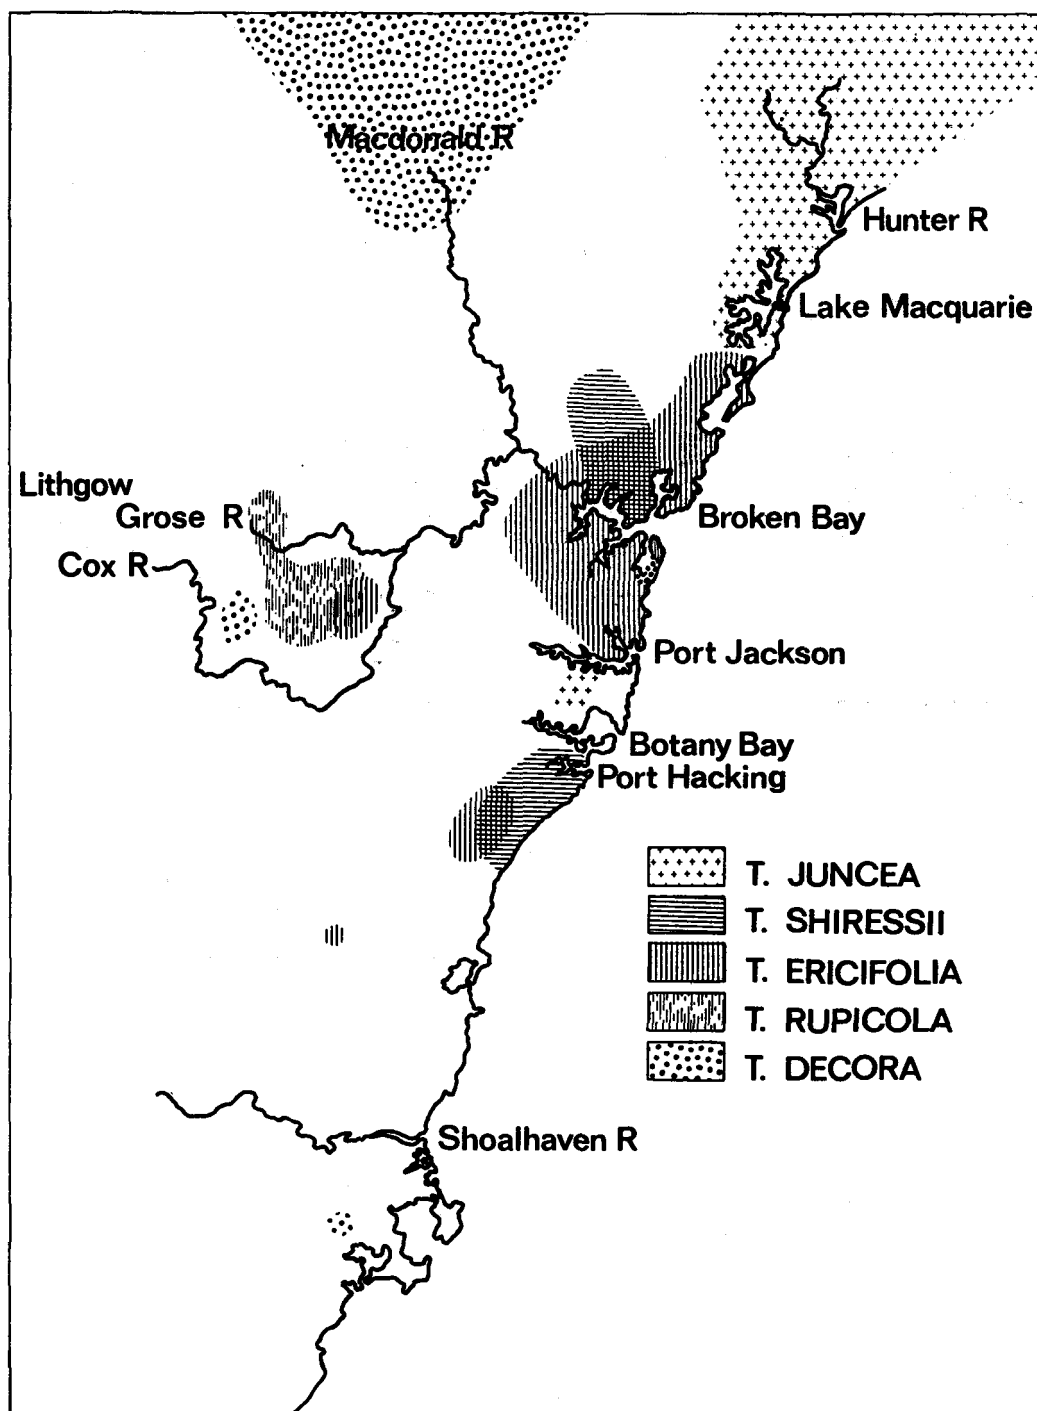 Macdonald R
Hunter R
Lake Macquarie
Lithgow
Grose R
Broken Bay
Cox R
Port Jackson
Botany Bay
Port Hacking
T. JUNCEA
T. SHIRESSII
T. ERICIFOLIA
T. RUPICOLA
T. DECORA
Shoalhaven R